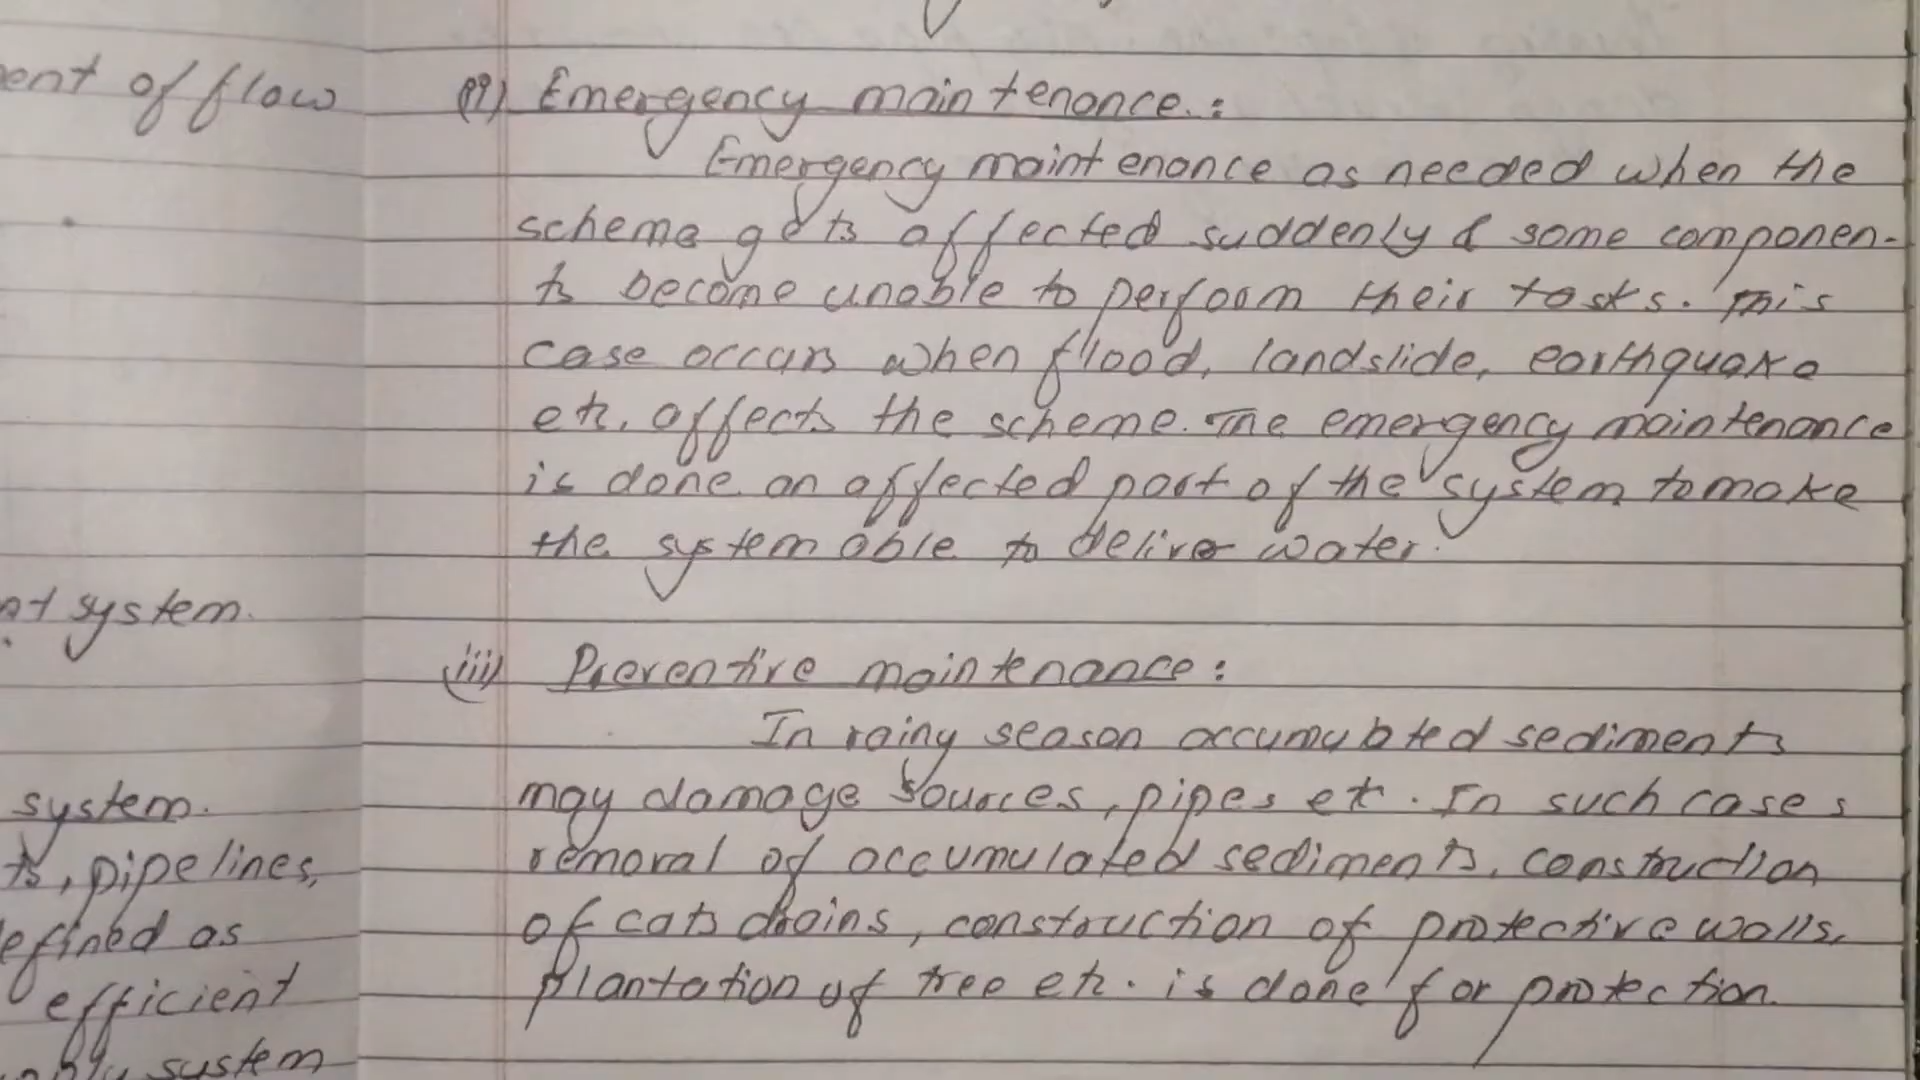 ent of flow
system.
ts, pipelines,
efined as
efficient
system
(ii) Emergency maintenance.:
Emergency maintenance as needed when the
scheme gets affected suddenly & some componen-
ts become unable to perform their tasks. This
case occurs when flood, landslide, earthquake
etc. affects the scheme. The emergency maintenance
is done on affected part of the system to make
the system able to deliver water.
(iii) Preventive maintenance:
In rainy season accumulated sediments
may damage sources, pipes etc. In such cases
removal of accumulated sediments, construction
of cats drains, construction of protective walls,
plantation of tree etc. is done for protection.